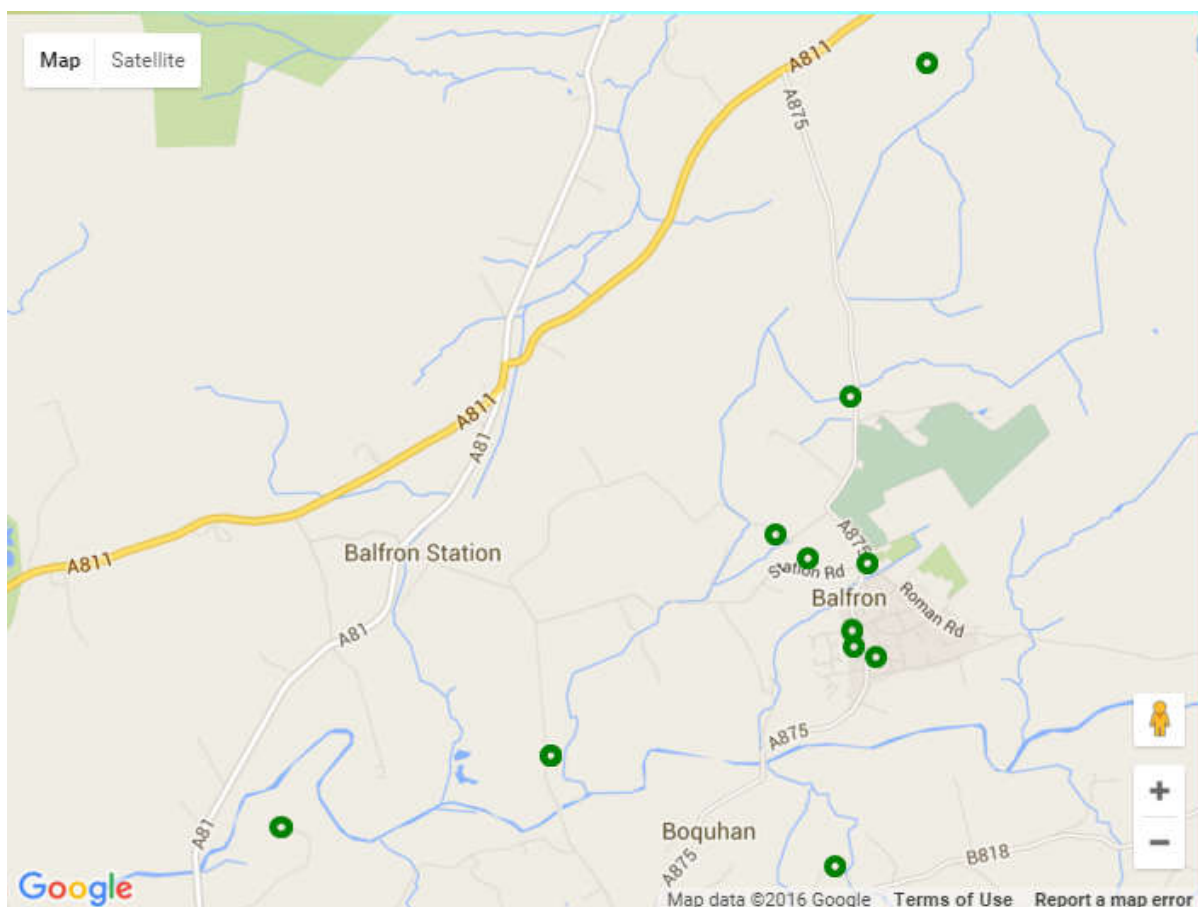 Map Satellite
A811
A875
A811
A81
A875
Balfron Station
A811
Station Rd
Balfron
Roman Rd
A81
A875
A81
Boquhan
A875
B818
Google
Map data ©2016 Google Terms of Use Report a map error